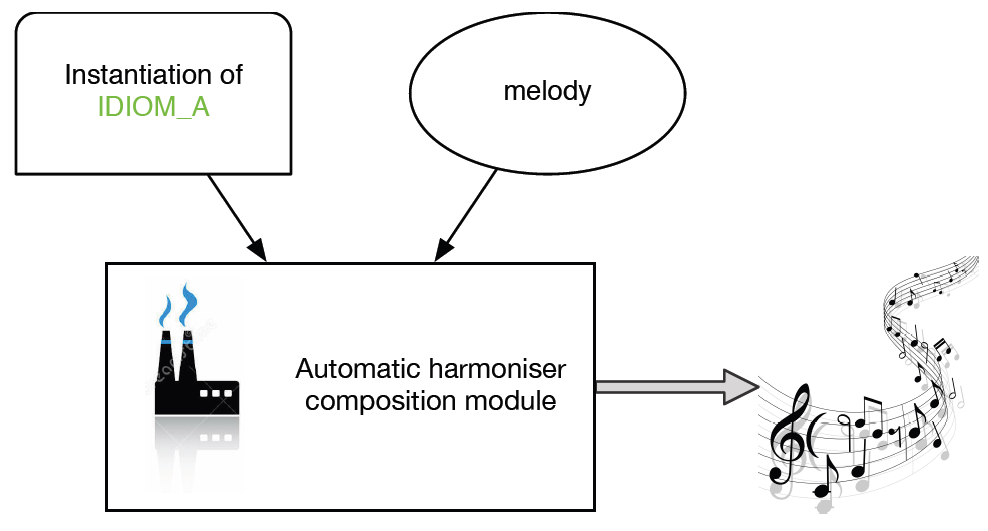 Instantiation of
IDIOM_A
melody
Automatic harmoniser
composition module